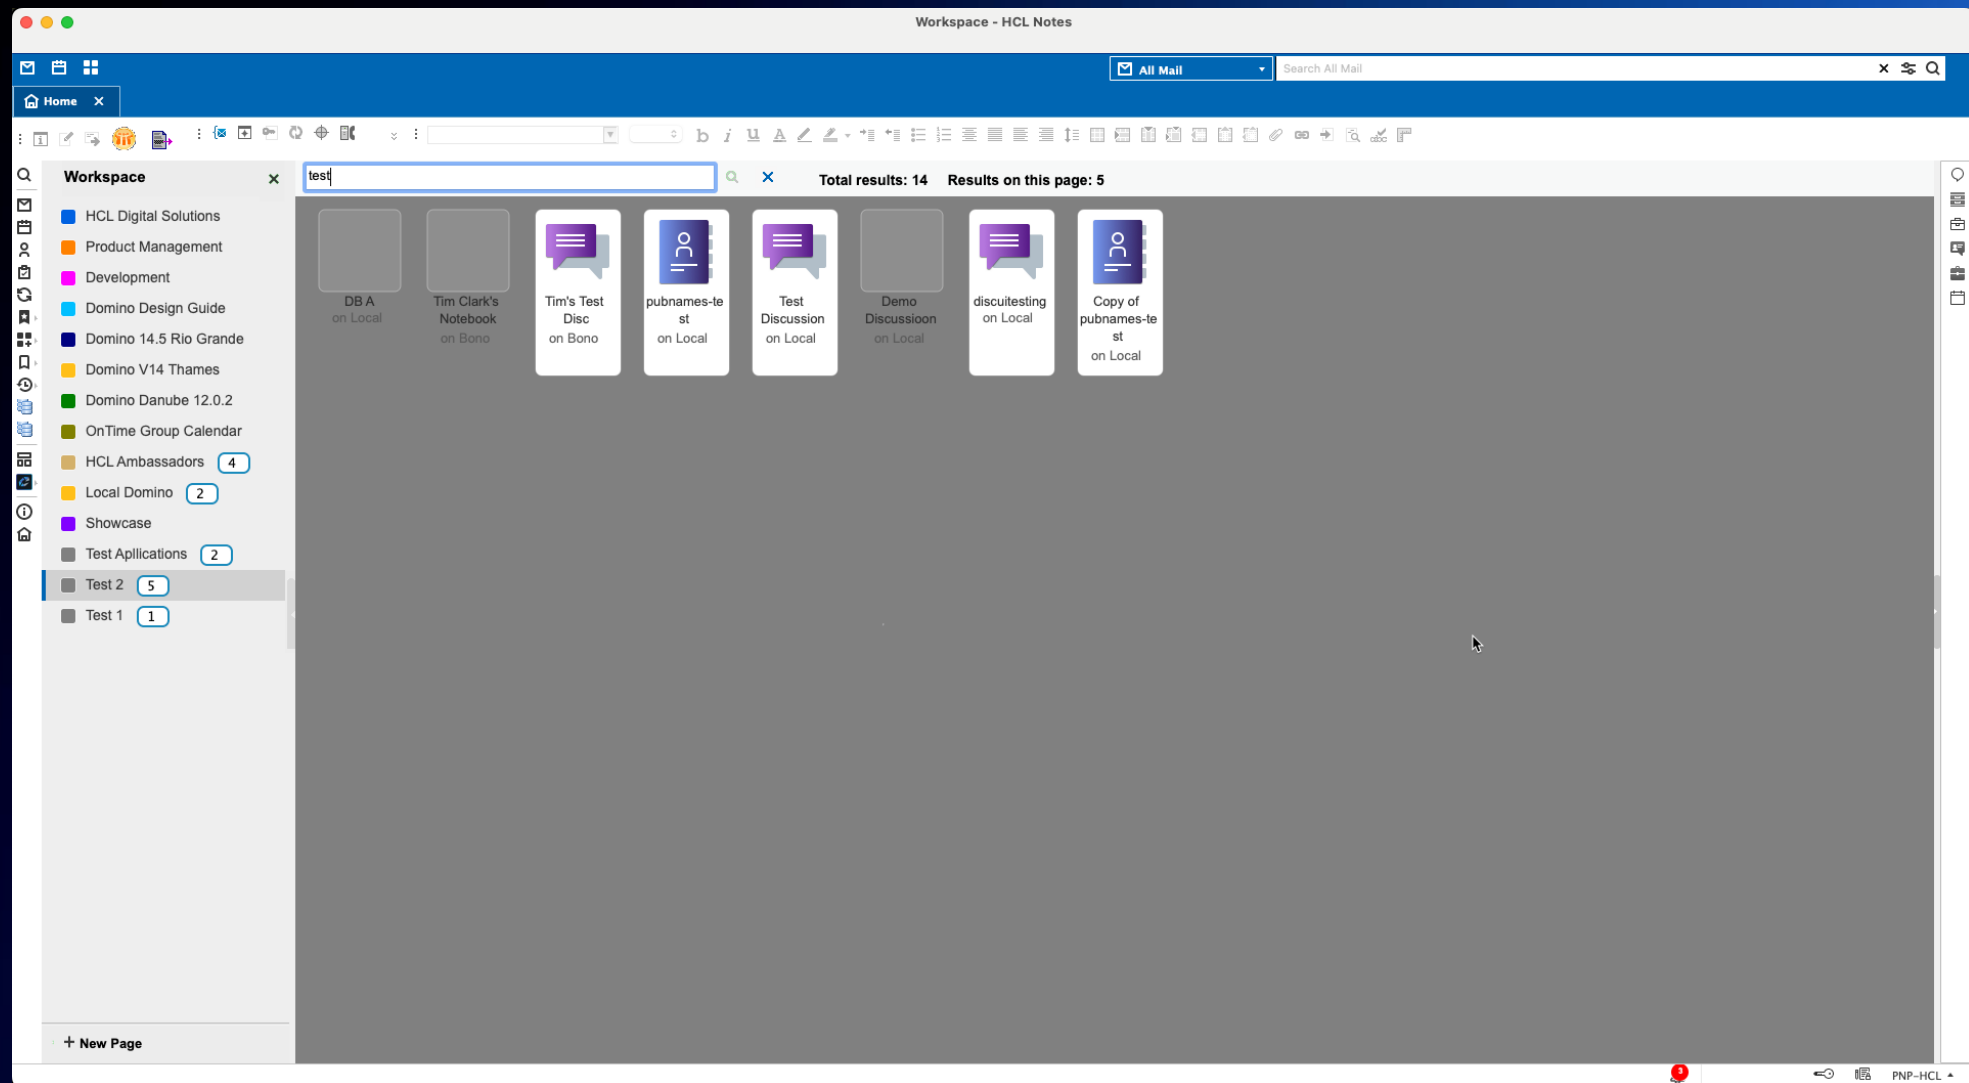 Workspace - HCL Notes
All Mail
Search All Mail
Home
Workspace
test
Total results: 14
Results on this page: 5
HCL Digital Solutions
Product Management
Development
Domino Design Guide
Domino 14.5 Rio Grande
Domino V14 Thames
Domino Danube 12.0.2
OnTime Group Calendar
HCL Ambassadors 4
Local Domino 2
Showcase
Test Apllications 2
Test 2 5
Test 1 1
New Page
DB A
on Local
Tim Clark's
Notebook
on Bono
Tim's Test
Disc
on Bono
pubnames-te
st
on Local
Test
Discussion
on Local
Demo
Discussioon
on Local
discuitesting
on Local
Copy of
pubnames-te
st
on Local
3
PNP-HCL